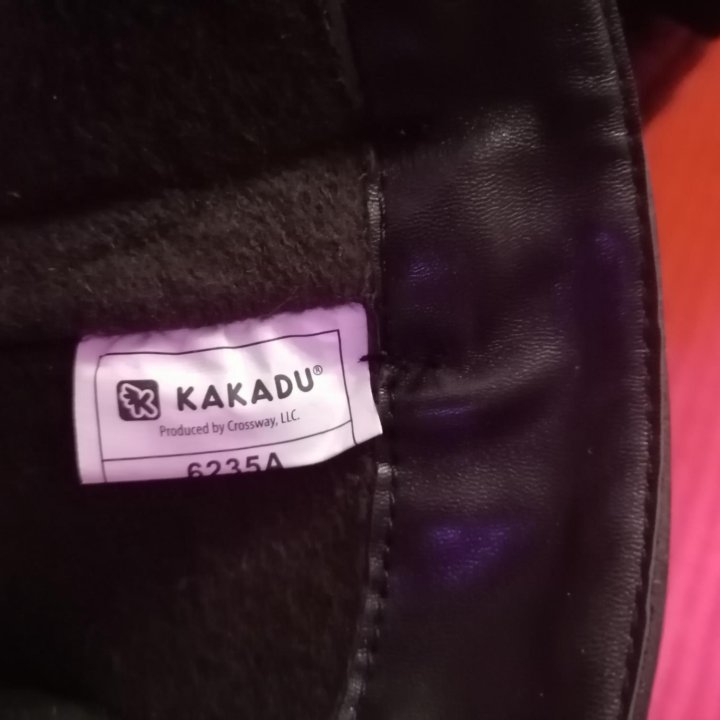 KAKADU®
Produced by Crossway, LLC.
6235A